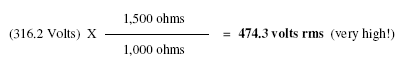 1,500 ohms
(316.2 Volts) X = 474.3 volts rms (very high!)
1,000 ohms